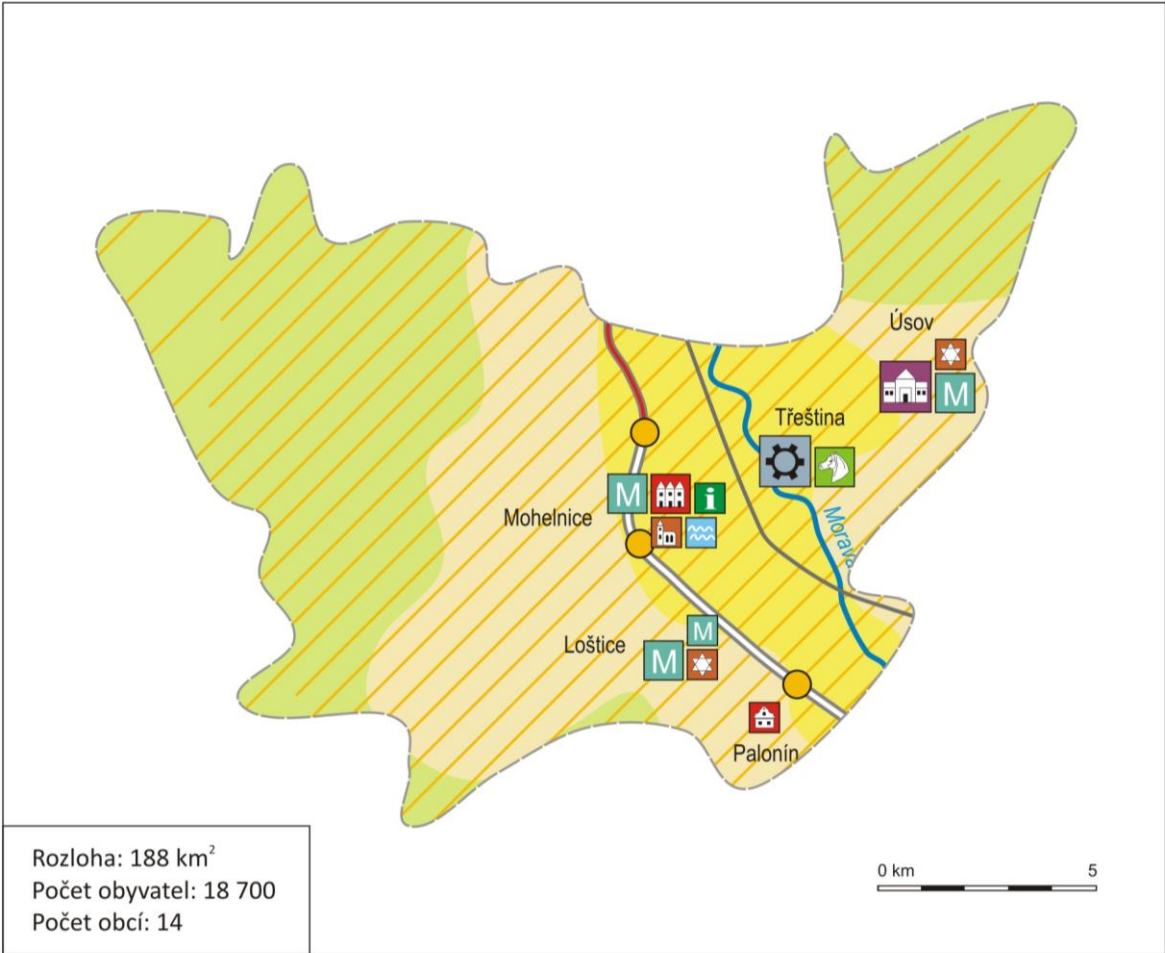 Úsov
M
Třeština
M
i
Mohelnice
Morava
M
Loštice
M
Palonín
Rozloha: 188 km²
Počet obyvatel: 18 700
Počet obcí: 14
0 km 5